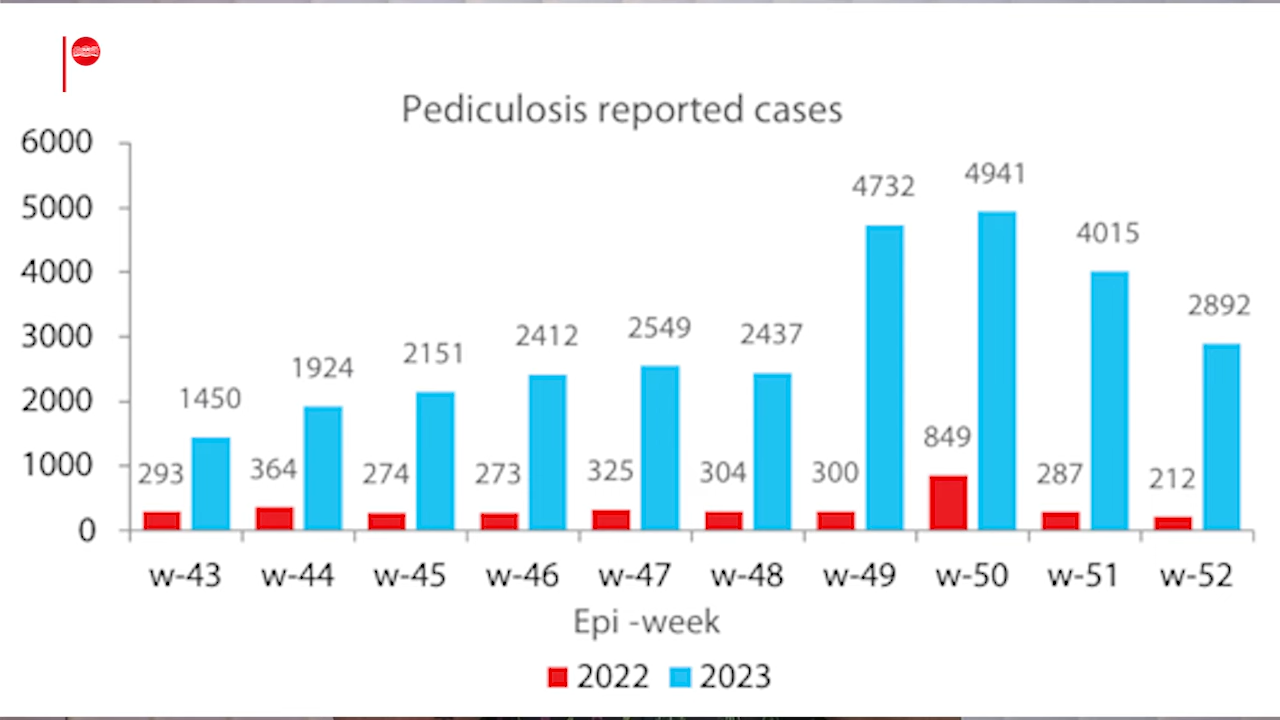 Pediculosis reported cases
6000
5000
4000
3000
2000
1000
0
293 1450 364 1924 274 2151 273 2412 325 2549 304 2437 300 4732 849 4941 287 4015 212 2892
w-43 w-44 w-45 w-46 w-47 w-48 w-49 w-50 w-51 w-52
Epi -week
2022 2023